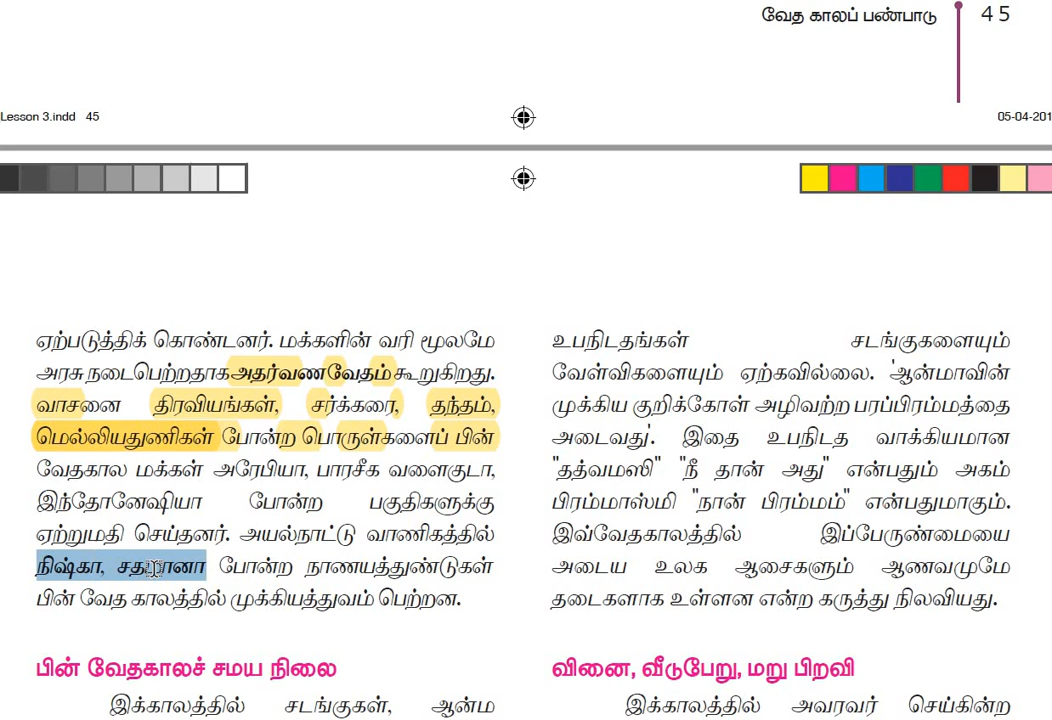 வேத காலப் பண்பாடு 45
Lesson 3.indd 45
05-04-201
ஏற்படுத்திக் கொண்டனர். மக்களின் வரி மூலமே
அரசு நடைபெற்றதாக அதர்வண வேதம் கூறுகிறது.
வாசனை திரவியங்கள், சர்க்கரை, தந்தம்,
மெல்லியதுணிகள் போன்ற பொருள்களைப் பின்
வேதகால மக்கள் அரேபியா, பாரசீக வளைகுடா,
இந்தோனேஷியா போன்ற பகுதிகளுக்கு
ஏற்றுமதி செய்தனர். அயல்நாட்டு வாணிகத்தில்
நிஷ்கா, சதமானா போன்ற நாணயத்துண்டுகள்
பின் வேத காலத்தில் முக்கியத்துவம் பெற்றன.
பின் வேதகாலச் சமய நிலை
இக்காலத்தில் சடங்குகள், ஆன்ம
உபநிடதங்கள் சடங்குகளையும்
வேள்விகளையும் ஏற்கவில்லை. 'ஆன்மாவின்
முக்கிய குறிக்கோள் அழிவற்ற பரப்பிரம்மத்தை
அடைவது'. இதை உபநிடத வாக்கியமான
"தத்வமஸி" "நீ தான் அது" என்பதும் அகம்
பிரம்மாஸ்மி "நான் பிரம்மம்" என்பதுமாகும்.
இவ்வேதகாலத்தில் இப்பேருண்மையை
அடைய உலக ஆசைகளும் ஆணவமுமே
தடைகளாக உள்ளன என்ற கருத்து நிலவியது.
வினை, வீடுபேறு, மறு பிறவி
இக்காலத்தில் அவரவர் செய்கின்ற